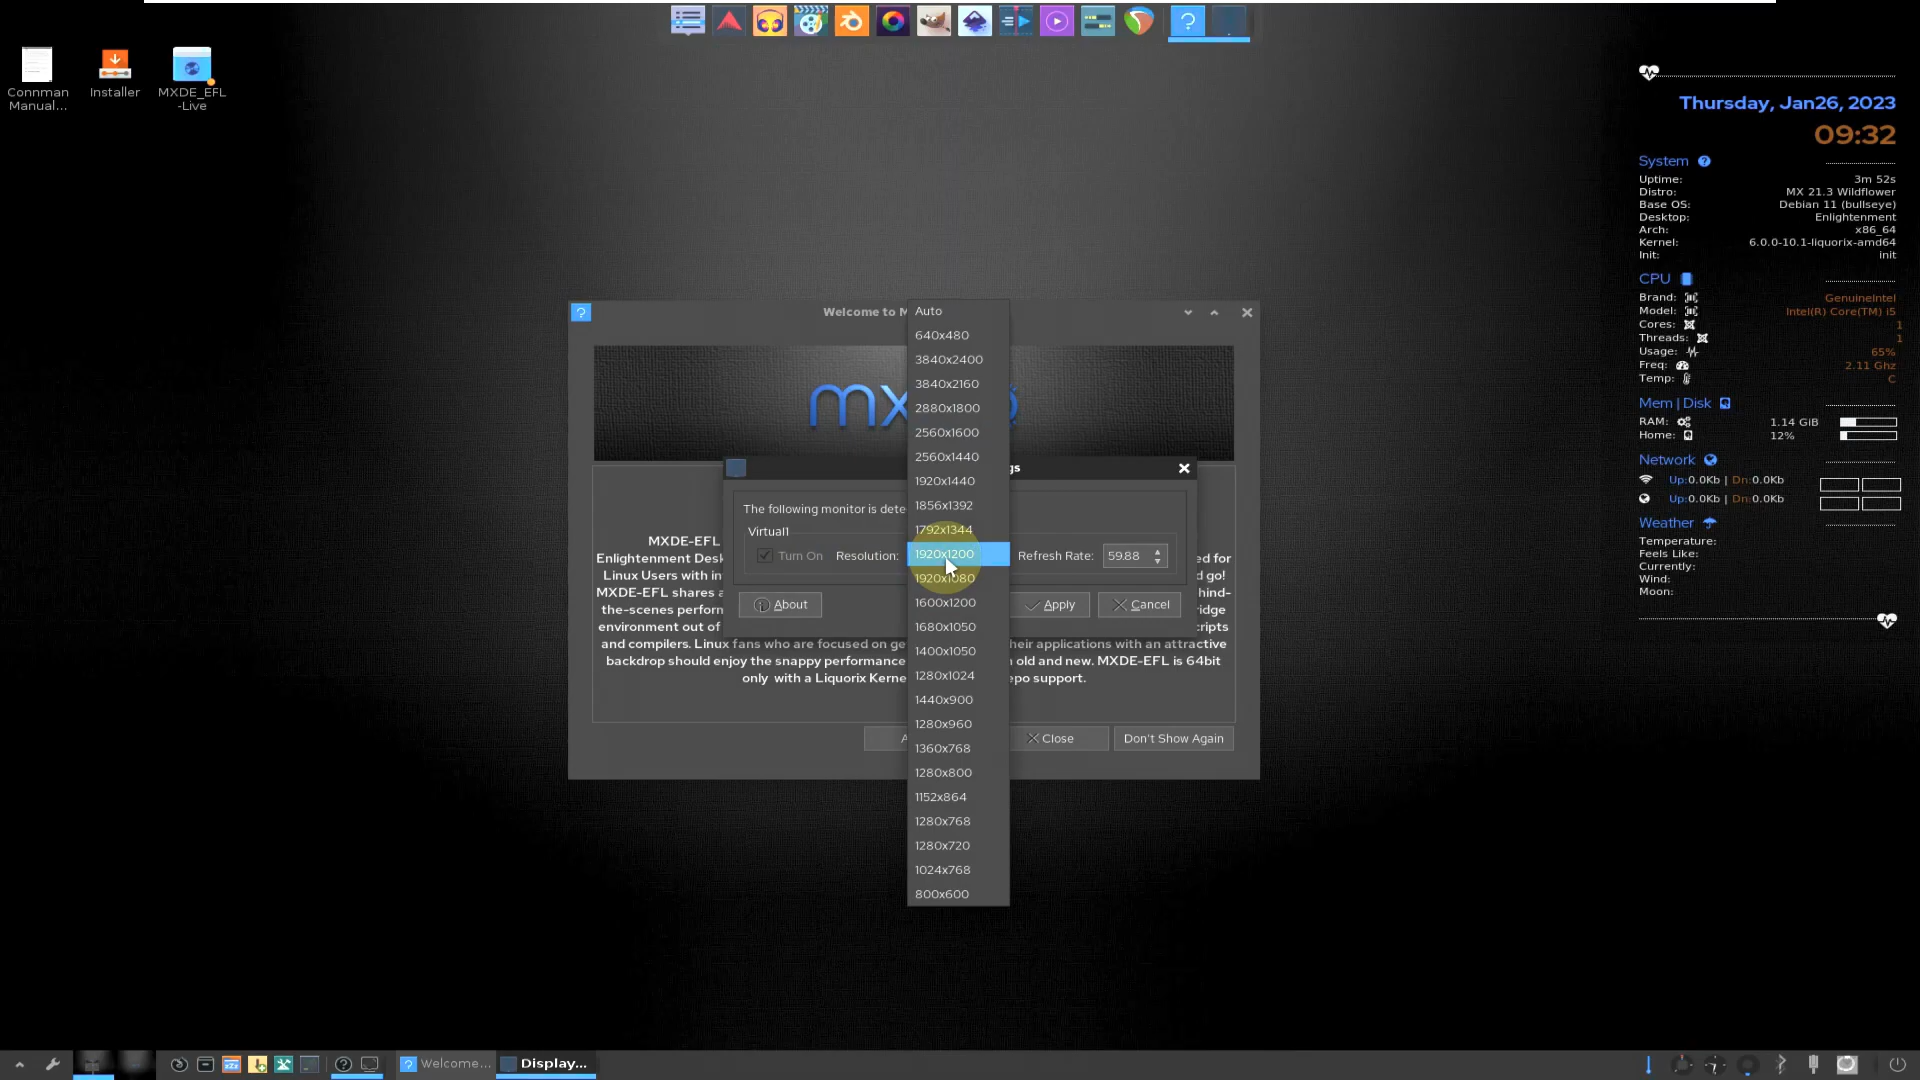 Connman
Manual...
Installer
MXDE_EFL
-Live
Thursday, Jan26, 2023
09:32
System
Uptime: 3m 52s
Distro: MX 21.3 Wildflower
Base OS: Debian 11 (bullseye)
Desktop: Enlightenment
Arch: x86_64
Kernel: 6.0.0-10.1-liquorix-amd64
Init: init
CPU
Brand: GenuineIntel
Model: Intel(R) Core(TM) i5
Cores: 1
Threads: 1
Usage: 65%
Freq: 2.11 Ghz
Temp: C
Mem | Disk
RAM: 1.14 GiB
Home: 12%
Network
Up:0.0Kb | Dn:0.0Kb
Up:0.0Kb | Dn:0.0Kb
Weather
Temperature:
Feels Like:
Currently:
Wind:
Moon:
Welcome to M
mx
MXDE-EFL
Enlightenment Desk ed for
Linux Users with in d go!
MXDE-EFL shares a hind-
the-scenes perform ridge
environment out of cripts
and compilers. Linux fans who are focused on ge heir applications with an attractive
backdrop should enjoy the snappy performance n old and new. MXDE-EFL is 64bit
only with a Liquorix Kerne epo support.
A
Close
Don't Show Again
gs
The following monitor is dete
Virtual1
Turn On
Resolution:
Refresh Rate: 59.88
About
Apply
Cancel
Auto
640x480
3840x2400
3840x2160
2880x1800
2560x1600
2560x1440
1920x1440
1856x1392
1792x1344
1920x1200
1920x1080
1600x1200
1680x1050
1400x1050
1280x1024
1440x900
1280x960
1360x768
1280x800
1152x864
1280x768
1280x720
1024x768
800x600
Welcome...
Display...